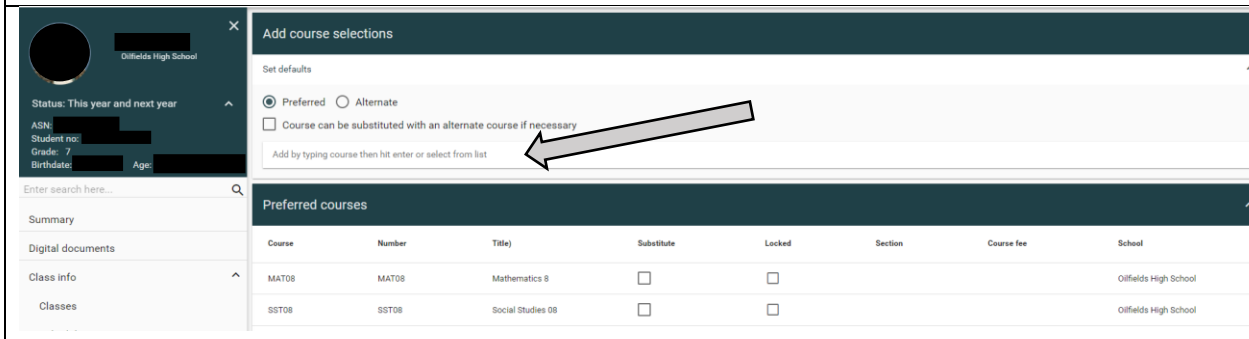 Oilfields High School
Status: This year and next year
ASN:
Student no:
Grade: 7
Birthdate: Age:
Enter search here...
Summary
Digital documents
Class info
Classes
Add course selections
Set defaults
Preferred Alternate
Course can be substituted with an alternate course if necessary
Add by typing course then hit enter or select from list
Preferred courses
Course Number Title) Substitute Locked Section Course fee School
MAT08 MAT08 Mathematics 8 Oilfields High School
SST08 SST08 Social Studies 08 Oilfields High School